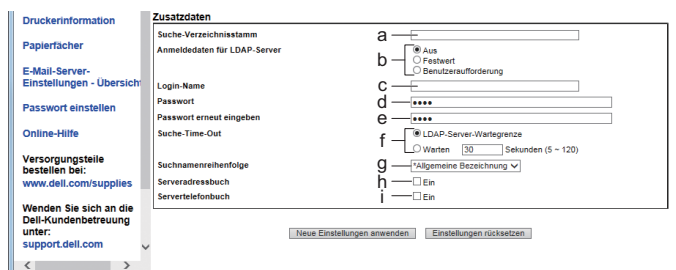 Druckerinformation
Papierfächer
E-Mail-Server-
Einstellungen - Übersicht
Passwort einstellen
Online-Hilfe
Versorgungsteile
bestellen bei:
www.dell.com/supplies
Wenden Sie sich an die
Dell-Kundenbetreuung
unter:
support.dell.com
Zusatzdaten
Suche-Verzeichnisstamm a
Anmeldedaten für LDAP-Server b Aus
Festwert
Benutzeraufforderung
Login-Name c
Passwort d ••••
Passwort erneut eingeben e ••••
Suche-Time-Out f LDAP-Server-Wartegrenze
Warten 30 Sekunden (5 ~ 120)
Suchnamenreihenfolge g *Allgemeine Bezeichnung
Serveradressbuch h Ein
Servertelefonbuch i Ein
Neue Einstellungen anwenden Einstellungen rücksetzen